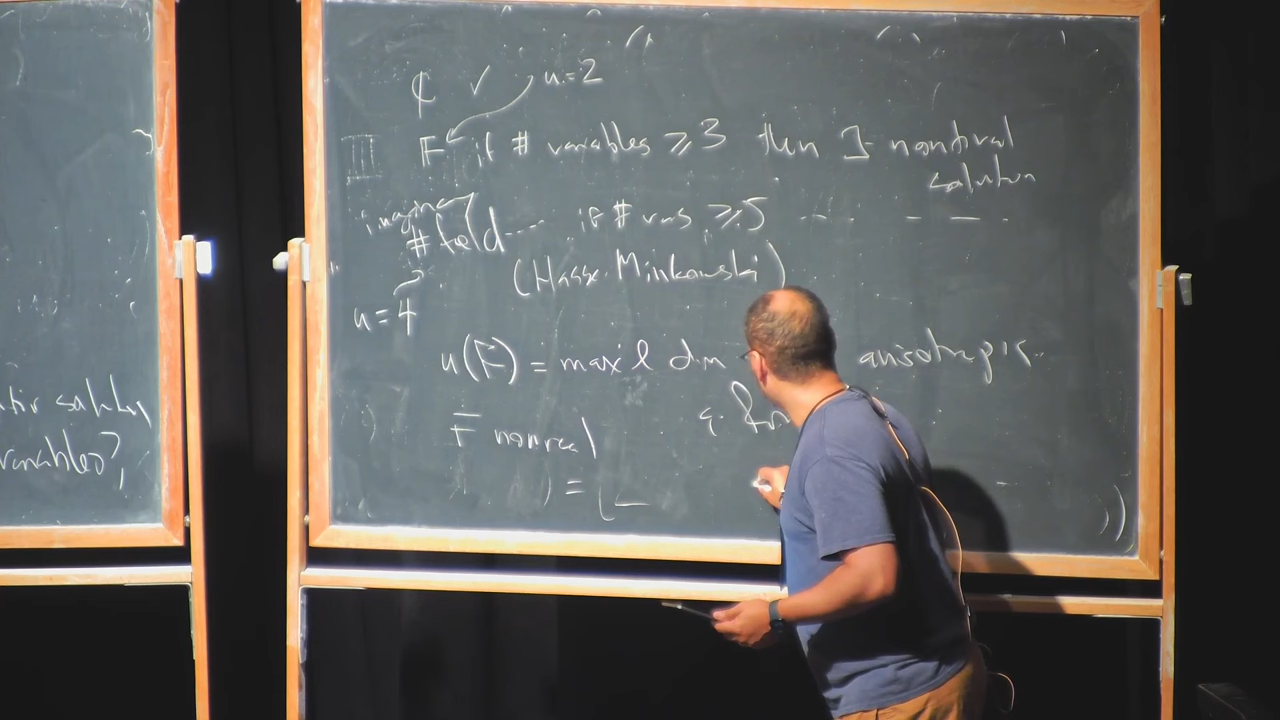 variables?,
₵ ✓ u=2
F if # variables ⩾3 then ∃ nontrivial
solution
imaginary
# field --- if # vars ⩾5 -- - — -
(Hasse-Minkowski)
u = 4
u(F) = max'l dim anisotropic
q. form
F nonreal
) =